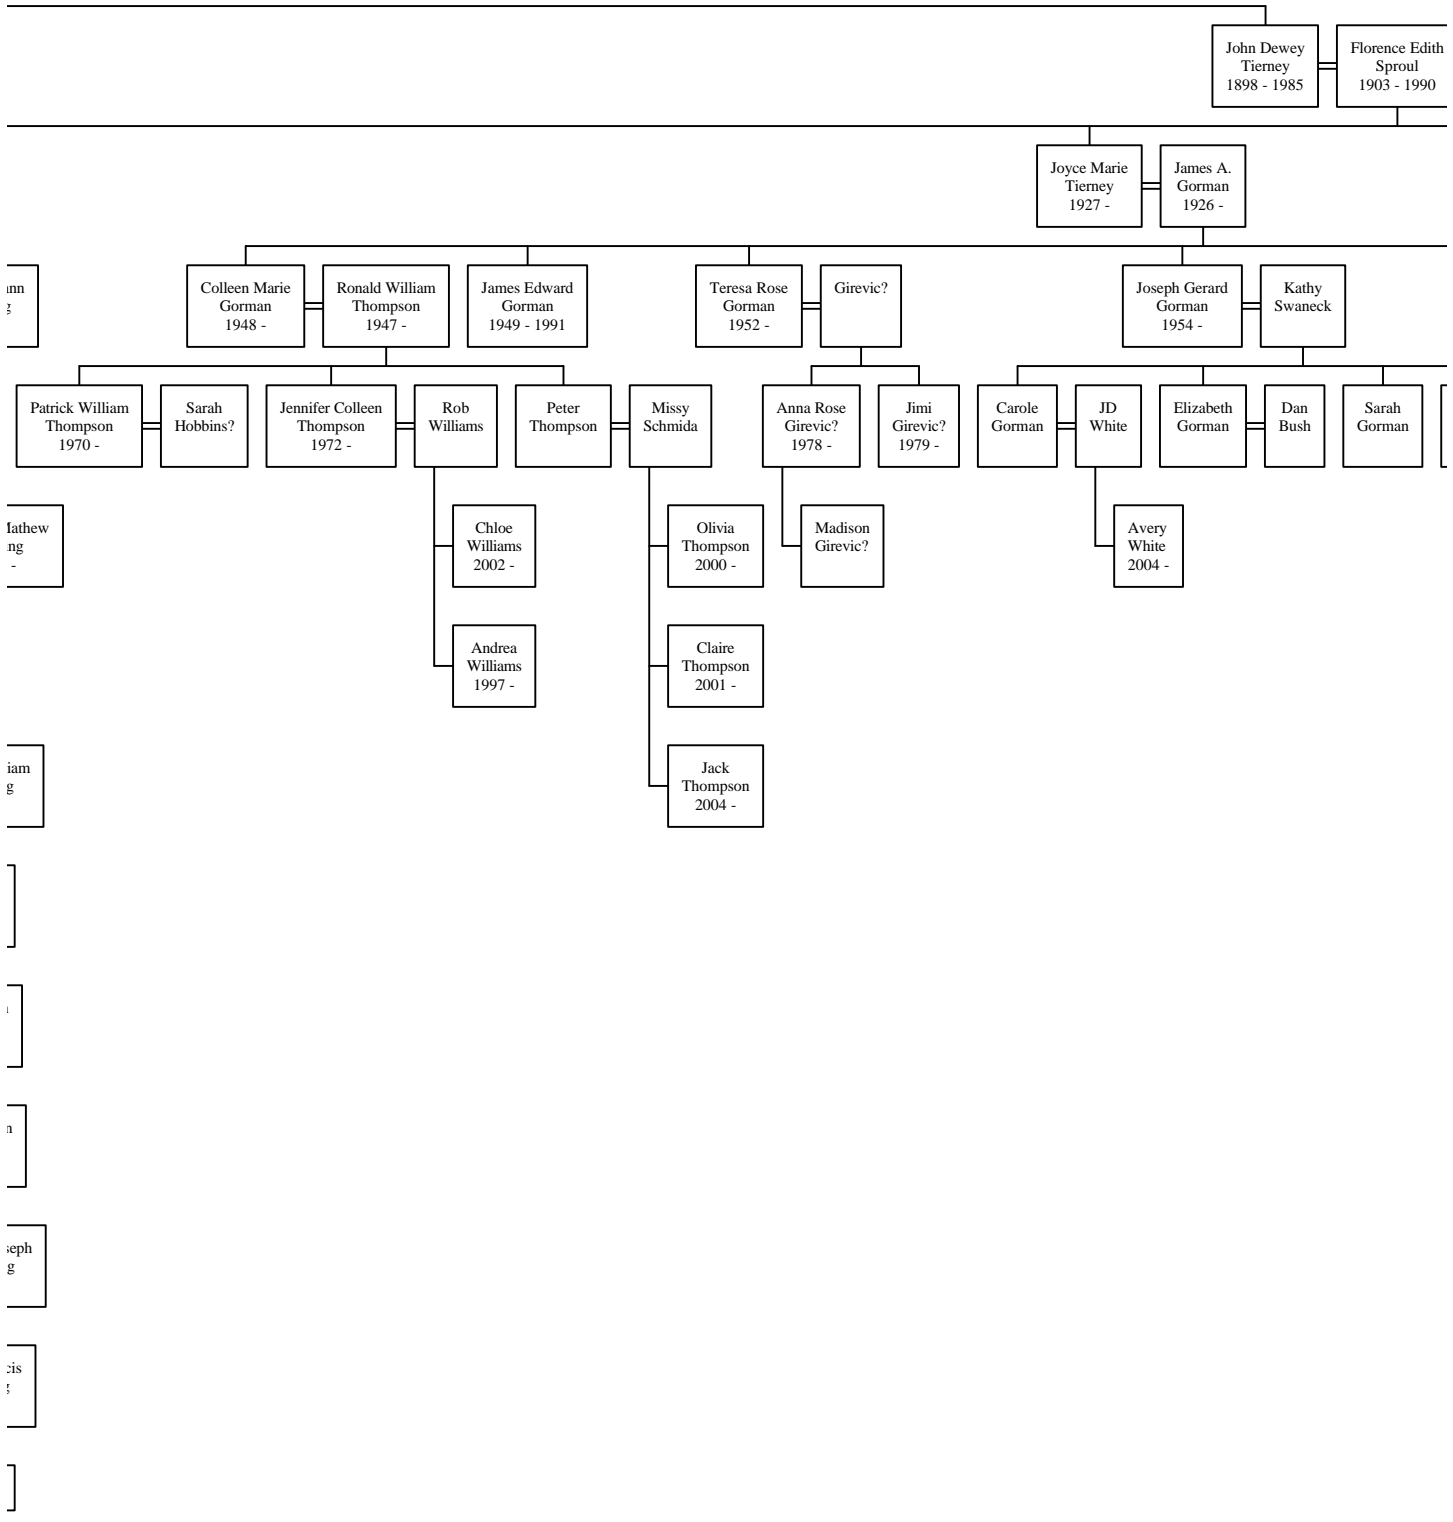 John Dewey
Tierney
1898 - 1985
Florence Edith
Sproul
1903 - 1990
Joyce Marie
Tierney
1927 -
James A.
Gorman
1926 -
Colleen Marie
Gorman
1948 -
Ronald William
Thompson
1947 -
James Edward
Gorman
1949 - 1991
Teresa Rose
Gorman
1952 -
Girevic?
Joseph Gerard
Gorman
1954 -
Kathy
Swaneck
Patrick William
Thompson
1970 -
Sarah
Hobbins?
Jennifer Colleen
Thompson
1972 -
Rob
Williams
Peter
Thompson
Missy
Schmida
Anna Rose
Girevic?
1978 -
Jimi
Girevic?
1979 -
Carole
Gorman
JD
White
Elizabeth
Gorman
Dan
Bush
Sarah
Gorman
Chloe
Williams
2002 -
Olivia
Thompson
2000 -
Madison
Girevic?
Avery
White
2004 -
Andrea
Williams
1997 -
Claire
Thompson
2001 -
Jack
Thompson
2004 -